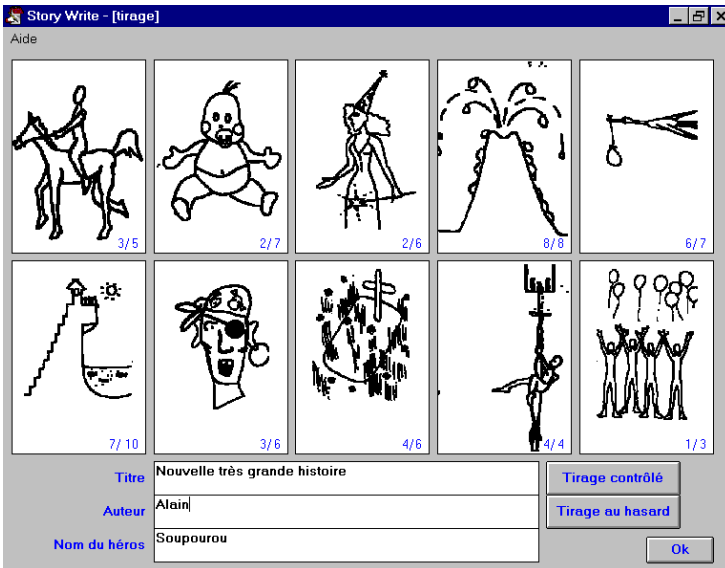 Story Write - [tirage]
Aide
3/5
2/7
2/6
8/8
6/7
7/10
3/6
4/6
4/4
1/3
Titre
Nouvelle très grande histoire
Tirage contrôlé
Auteur
Alain
Tirage au hasard
Nom du héros
Soupourou
Ok